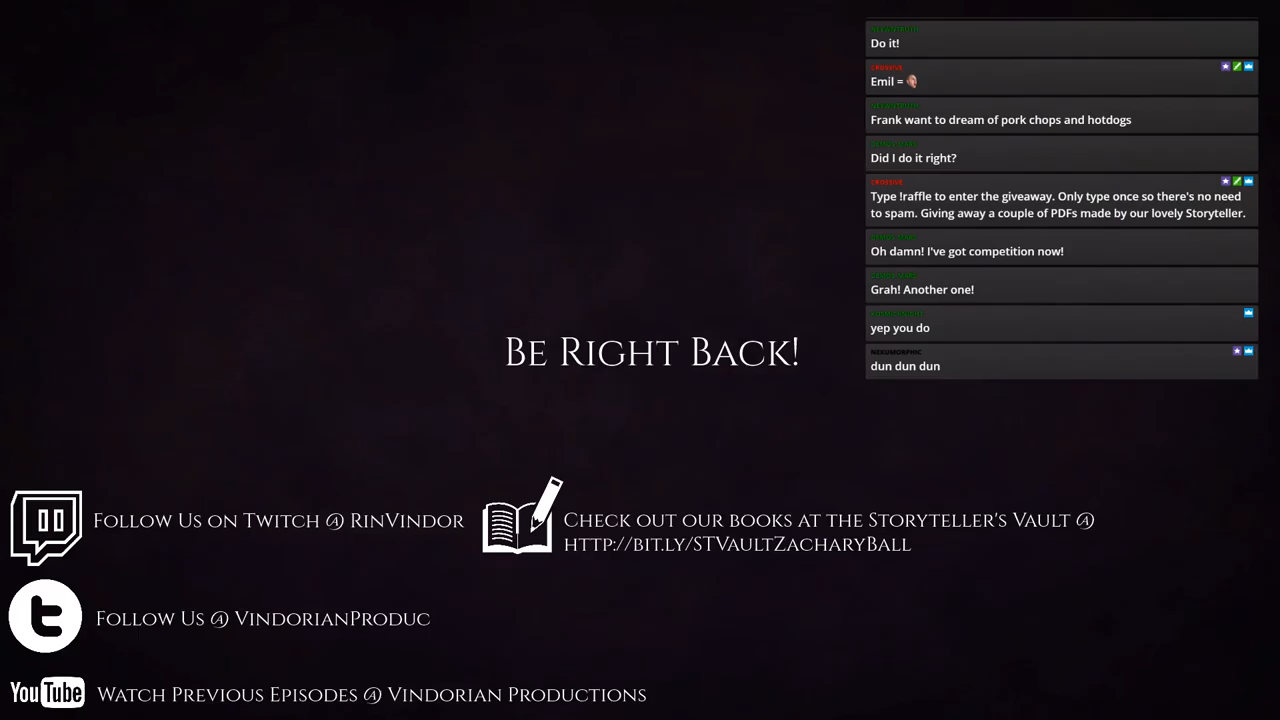 Do it!
CROSSIVE
Emil =
Frank want to dream of pork chops and hotdogs
Did I do it right?
CROSSIVE
Type !raffle to enter the giveaway. Only type once so there's no need
to spam. Giving away a couple of PDFs made by our lovely Storyteller.
Oh damn! I've got competition now!
Grah! Another one!
yep you do
NEKUMORPHIC
dun dun dun
Be Right Back!
Follow Us on Twitch @ RinVindor
Check out our books at the Storyteller's Vault @
http://bit.ly/STVaultZacharyBall
Follow Us @ VindorianProduc
YouTube
Watch Previous Episodes @ Vindorian Productions